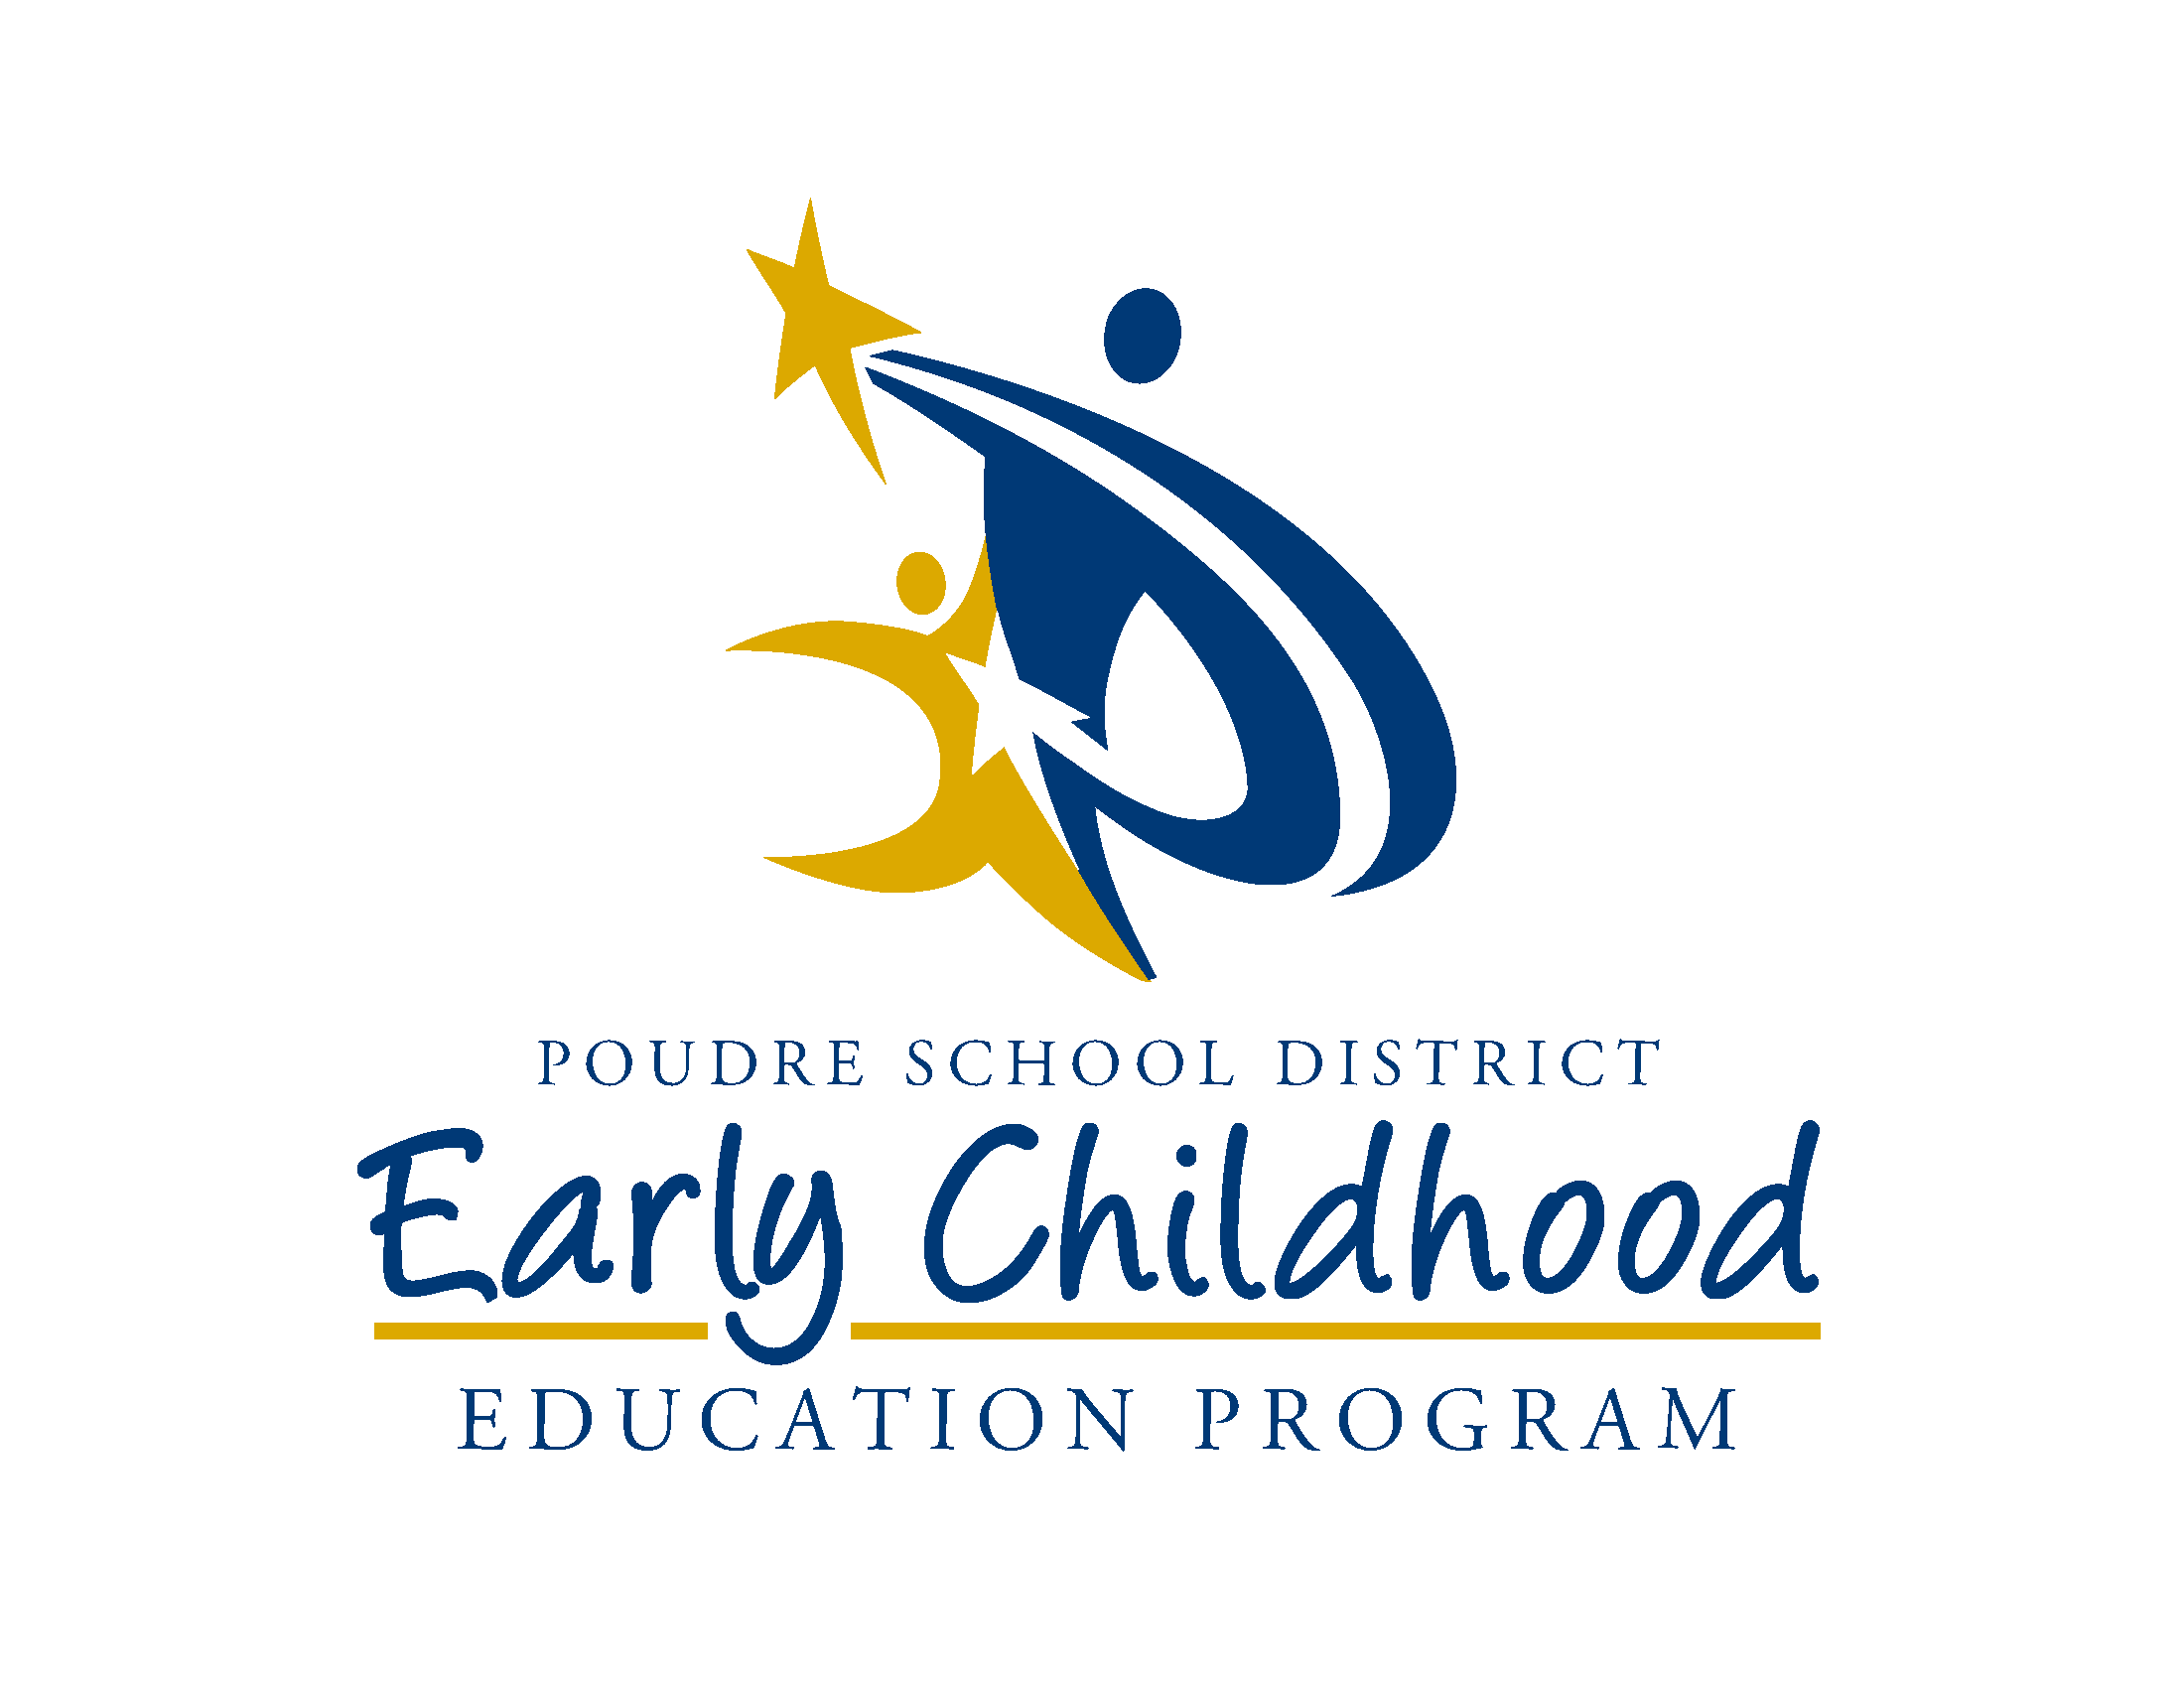 POUDRE SCHOOL DISTRICT
Early Childhood
EDUCATION PROGRAM